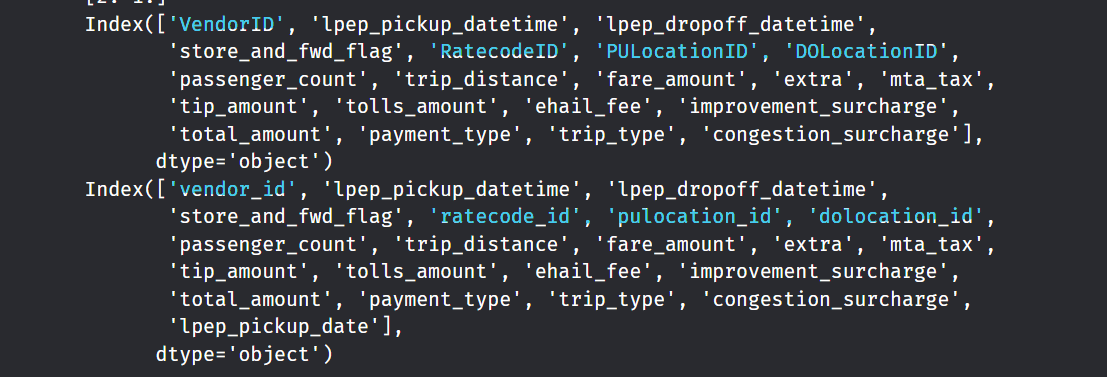 Index(['VendorID', 'lpep_pickup_datetime', 'lpep_dropoff_datetime',
'store_and_fwd_flag', 'RatecodeID', 'PULocationID', 'DOLocationID',
'passenger_count', 'trip_distance', 'fare_amount', 'extra', 'mta_tax',
'tip_amount', 'tolls_amount', 'ehail_fee', 'improvement_surcharge',
'total_amount', 'payment_type', 'trip_type', 'congestion_surcharge'],
dtype='object')
Index(['vendor_id', 'lpep_pickup_datetime', 'lpep_dropoff_datetime',
'store_and_fwd_flag', 'ratecode_id', 'pulocation_id', 'dolocation_id',
'passenger_count', 'trip_distance', 'fare_amount', 'extra', 'mta_tax',
'tip_amount', 'tolls_amount', 'ehail_fee', 'improvement_surcharge',
'total_amount', 'payment_type', 'trip_type', 'congestion_surcharge',
'lpep_pickup_date'],
dtype='object')